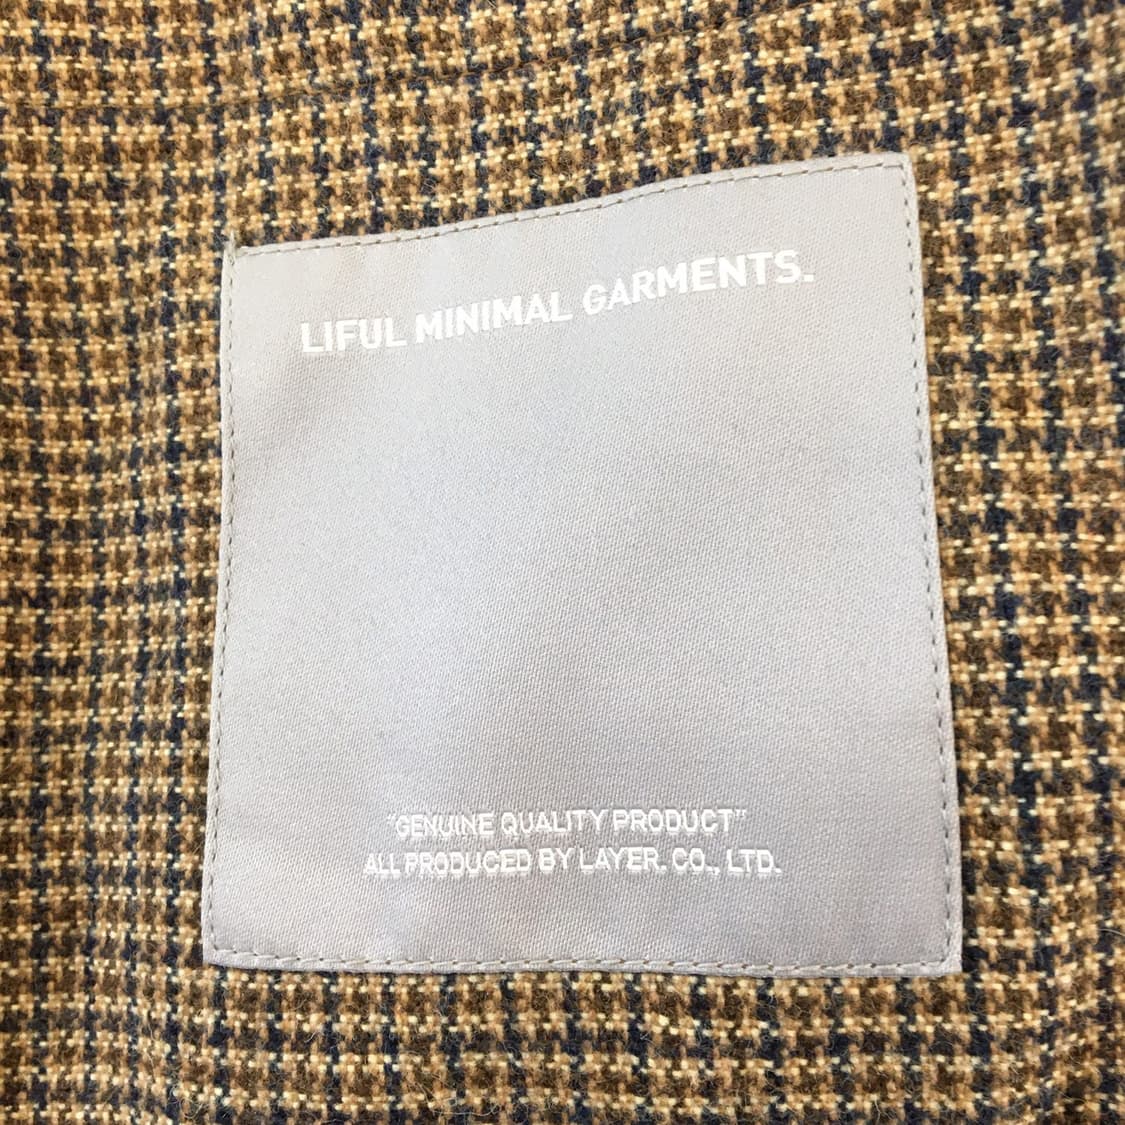 LIFUL MINIMAL GARMENTS.
"GENUINE QUALITY PRODUCT"
ALL PRODUCED BY LAYER. CO., LTD.